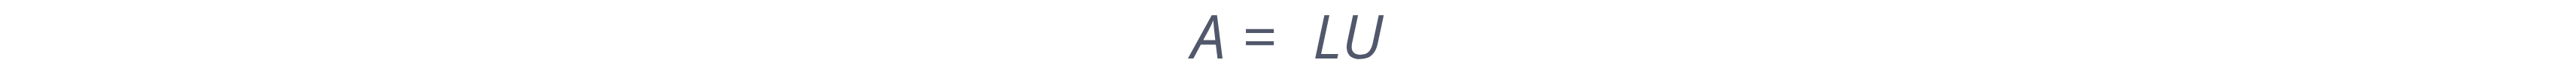 A = LU